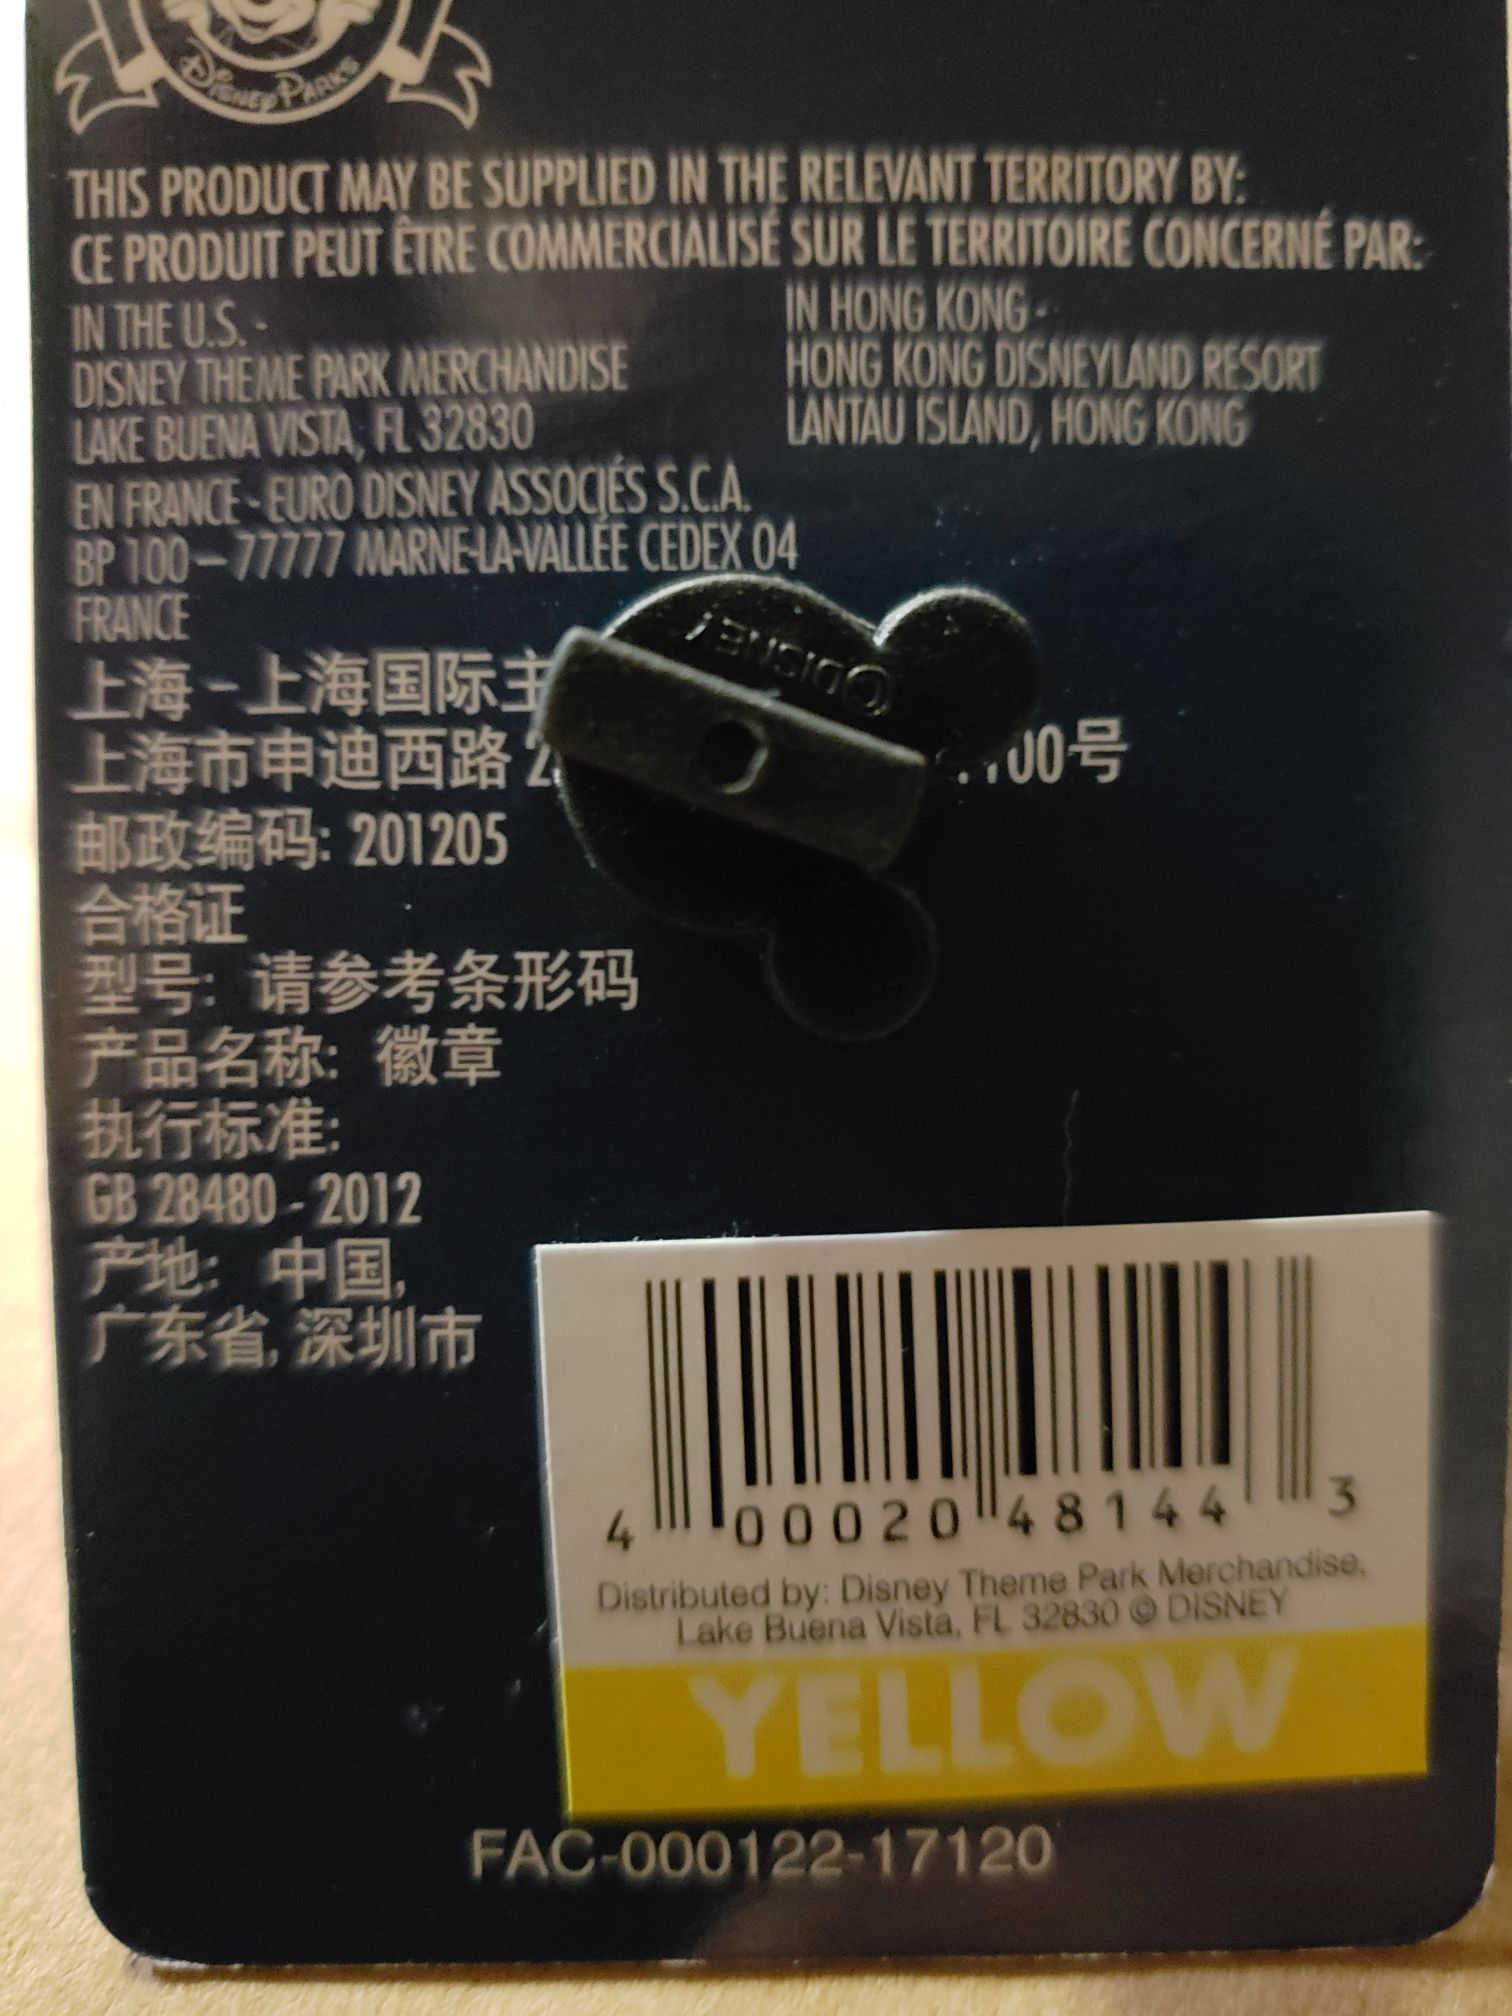 DISNEY PARKS
THIS PRODUCT MAY BE SUPPLIED IN THE RELEVANT TERRITORY BY:
CE PRODUIT PEUT ÊTRE COMMERCIALISÉ SUR LE TERRITOIRE CONCERNÉ PAR:
IN THE U.S. -
DISNEY THEME PARK MERCHANDISE
LAKE BUENA VISTA, FL 32830
IN HONG KONG -
HONG KONG DISNEYLAND RESORT
LANTAU ISLAND, HONG KONG
EN FRANCE - EURO DISNEY ASSOCIÉS S.C.A.
BP 100 – 77777 MARNE-LA-VALLÉE CEDEX 04
FRANCE
上海 - 上海国际主
上海市申迪西路 00号
©DISNEY
邮政编码: 201205
合格证
型号: 请参考条形码
产品名称: 徽章
执行标准:
GB 28480 - 2012
产地: 中国,
广东省, 深圳市
4 00020 48144 3
Distributed by: Disney Theme Park Merchandise,
Lake Buena Vista, FL 32830 © DISNEY
YELLOW
FAC-000122-17120